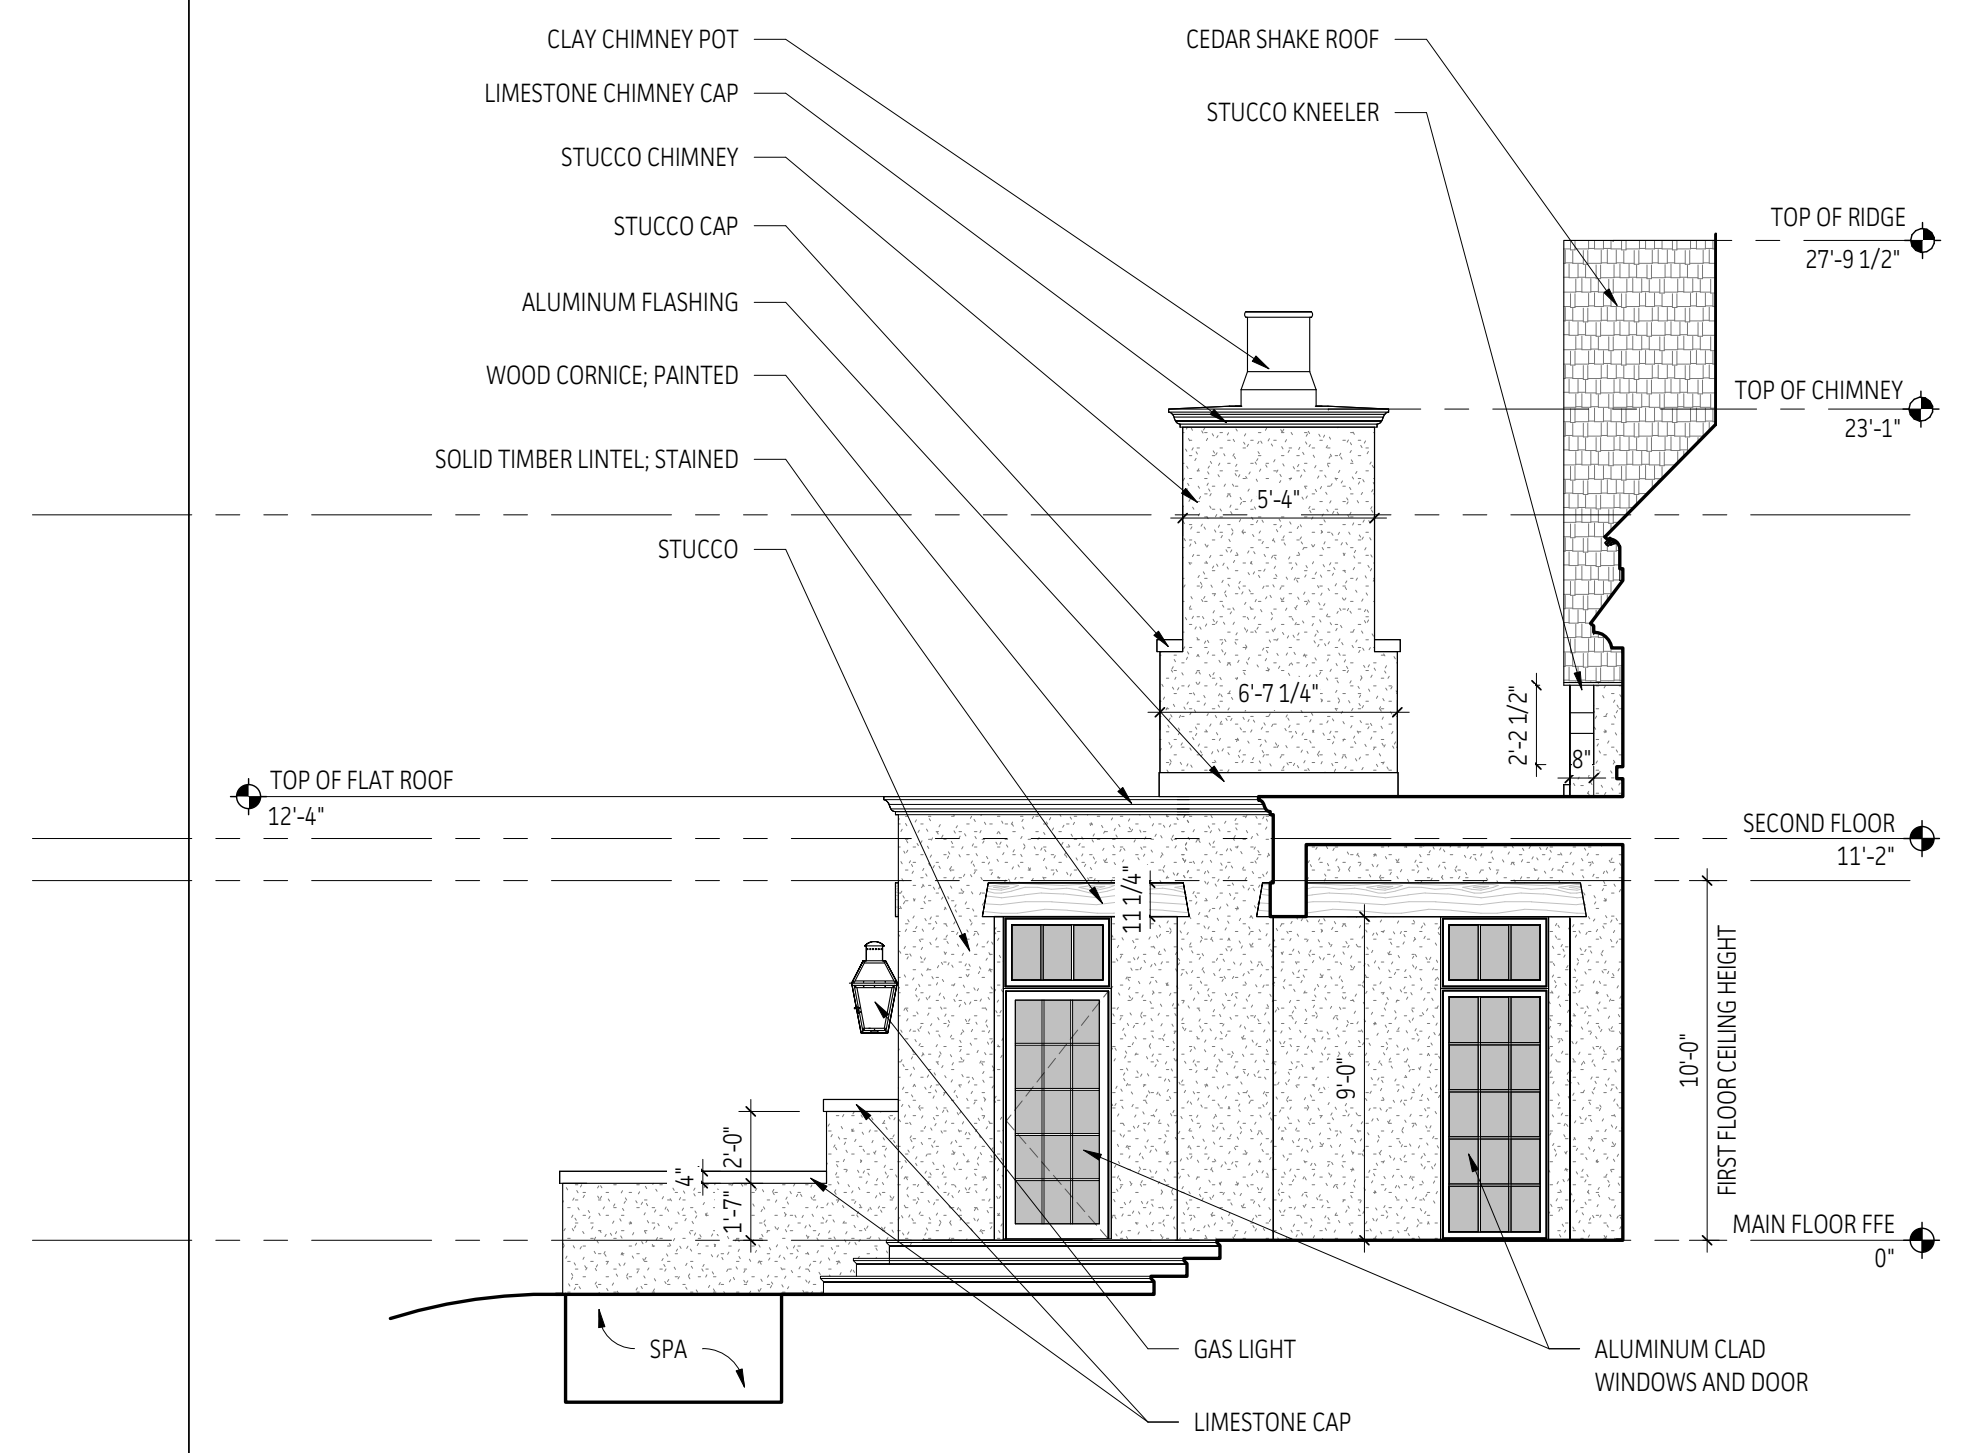 CLAY CHIMNEY POT
LIMESTONE CHIMNEY CAP
STUCCO CHIMNEY
STUCCO CAP
ALUMINUM FLASHING
WOOD CORNICE; PAINTED
SOLID TIMBER LINTEL; STAINED
STUCCO
CEDAR SHAKE ROOF
STUCCO KNEELER
TOP OF RIDGE
27'-9 1/2"
TOP OF CHIMNEY
23'-1"
5'-4"
6'-7 1/4"
2'-2 1/2"
8"
TOP OF FLAT ROOF
12'-4"
SECOND FLOOR
11'-2"
11 1/4"
9'-0"
10'-0"
FIRST FLOOR CEILING HEIGHT
2'-0"
4"
1'-7"
MAIN FLOOR FFE
0"
SPA
GAS LIGHT
LIMESTONE CAP
ALUMINUM CLAD
WINDOWS AND DOOR